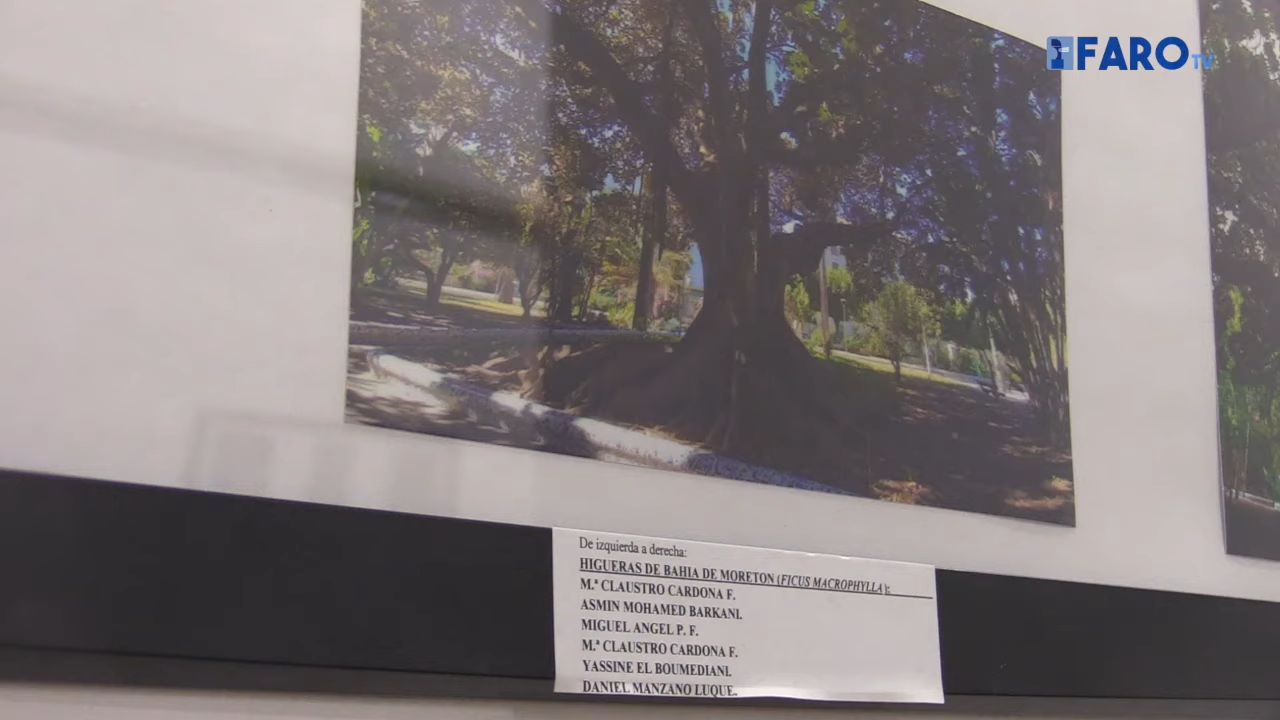 FARO TV
De izquierda a derecha:
HIGUERAS DE BAHIA DE MORETON (FICUS MACROPHYLLA):
M.ª CLAUSTRO CARDONA F.
ASMIN MOHAMED BARKANI.
MIGUEL ANGEL P. F.
M.ª CLAUSTRO CARDONA F.
YASSINE EL BOUMEDIANI.
DANIEL MANZANO LUQUE.